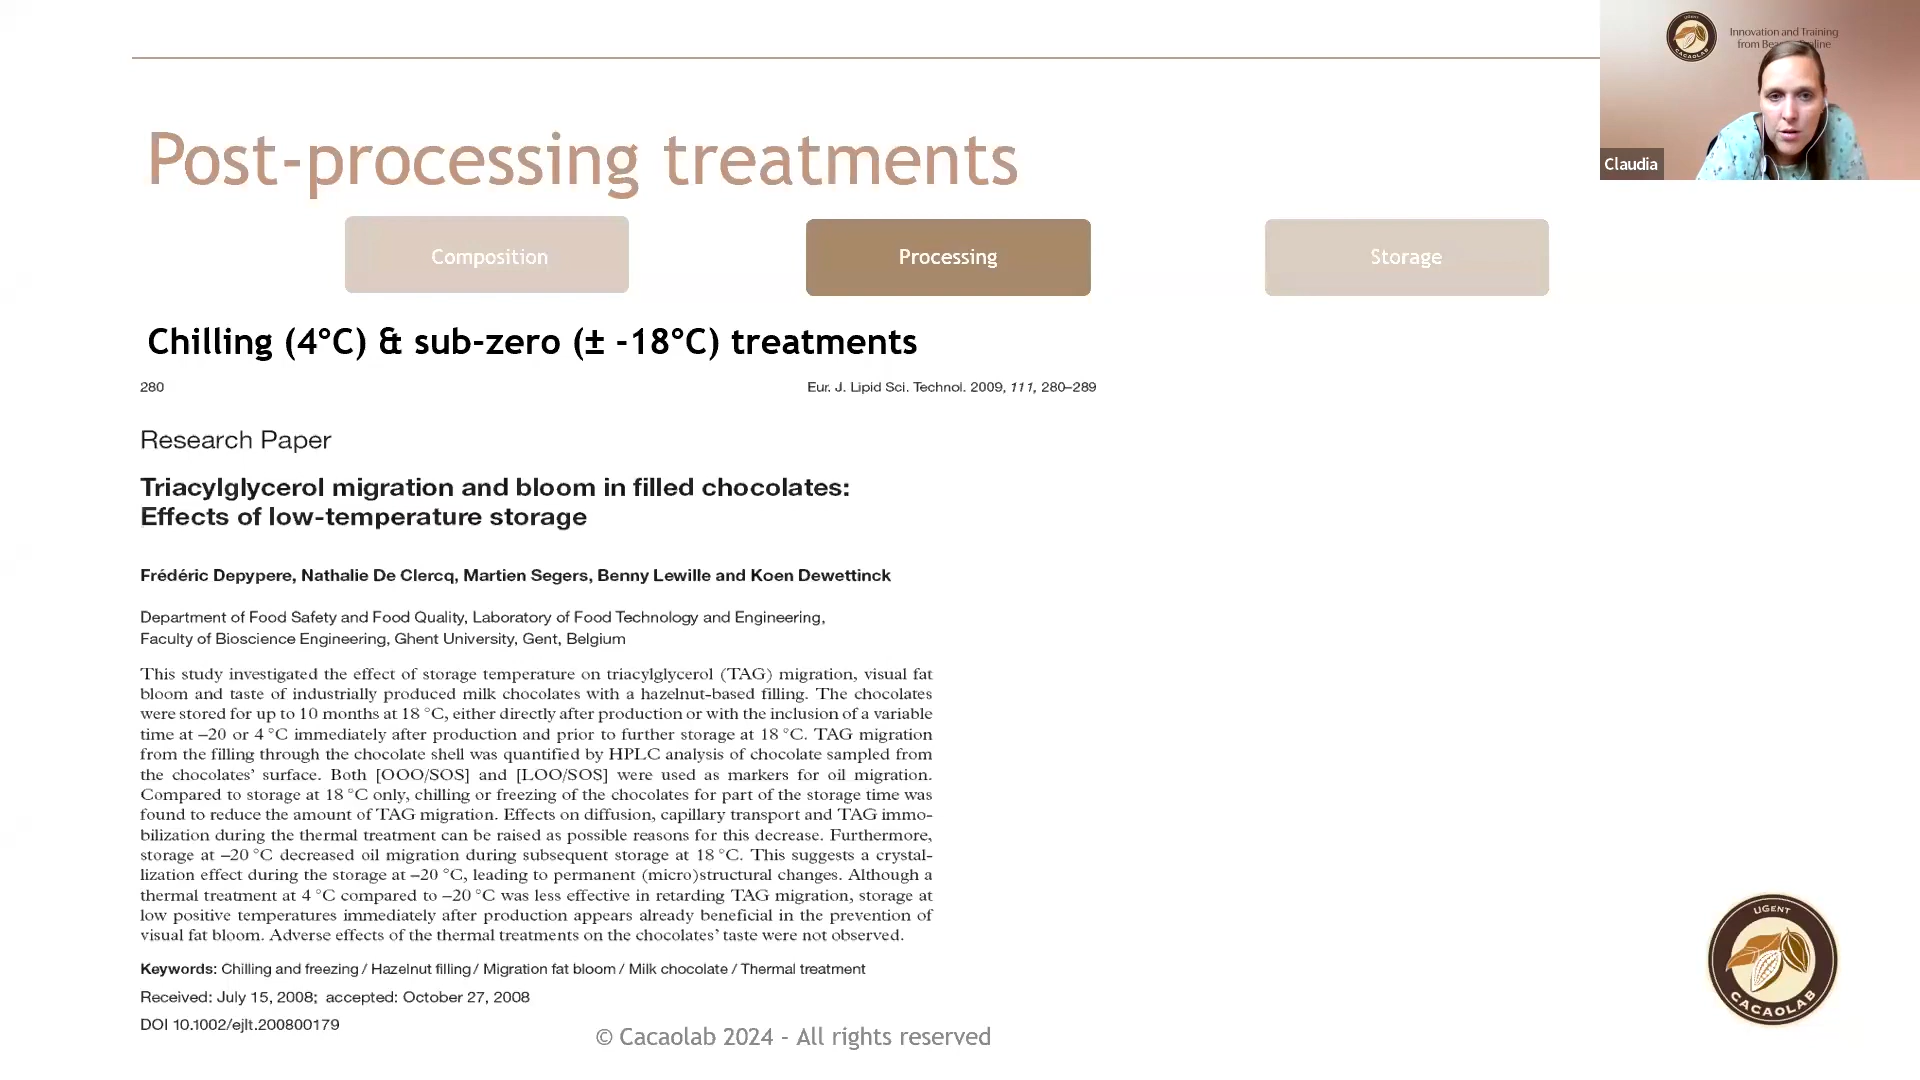 Innovation and Training
from Be
Claudia
Post-processing treatments
Composition
Processing
Storage
Chilling (4°C) & sub-zero (± -18°C) treatments
280
Eur. J. Lipid Sci. Technol. 2009, 111, 280–289
Research Paper
Triacylglycerol migration and bloom in filled chocolates:
Effects of low-temperature storage
Frédéric Depypere, Nathalie De Clercq, Martien Segers, Benny Lewille and Koen Dewettinck
Department of Food Safety and Food Quality, Laboratory of Food Technology and Engineering,
Faculty of Bioscience Engineering, Ghent University, Gent, Belgium
This study investigated the effect of storage temperature on triacylglycerol (TAG) migration, visual fat
bloom and taste of industrially produced milk chocolates with a hazelnut-based filling. The chocolates
were stored for up to 10 months at 18 °C, either directly after production or with the inclusion of a variable
time at –20 or 4 °C immediately after production and prior to further storage at 18 °C. TAG migration
from the filling through the chocolate shell was quantified by HPLC analysis of chocolate sampled from
the chocolates' surface. Both [OOO/SOS] and [LOO/SOS] were used as markers for oil migration.
Compared to storage at 18 °C only, chilling or freezing of the chocolates for part of the storage time was
found to reduce the amount of TAG migration. Effects on diffusion, capillary transport and TAG immo-
bilization during the thermal treatment can be raised as possible reasons for this decrease. Furthermore,
storage at –20 °C decreased oil migration during subsequent storage at 18 °C. This suggests a crystal-
lization effect during the storage at –20 °C, leading to permanent (micro)structural changes. Although a
thermal treatment at 4 °C compared to –20 °C was less effective in retarding TAG migration, storage at
low positive temperatures immediately after production appears already beneficial in the prevention of
visual fat bloom. Adverse effects of the thermal treatments on the chocolates' taste were not observed.
Keywords: Chilling and freezing / Hazelnut filling / Migration fat bloom / Milk chocolate / Thermal treatment
Received: July 15, 2008; accepted: October 27, 2008
DOI 10.1002/ejlt.200800179
© Cacaolab 2024 - All rights reserved
UGENT
CACAOLAB